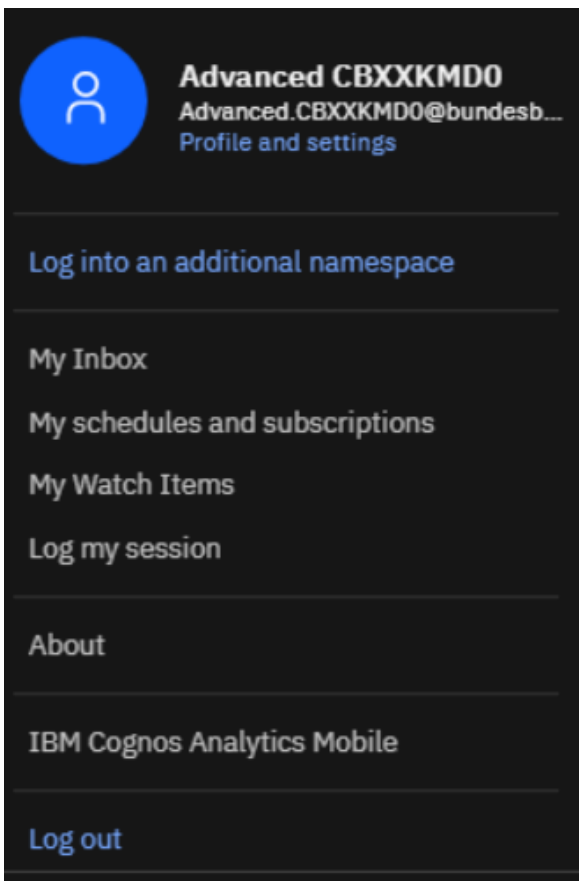 Advanced CBXXKMD0
Advanced.CBXXKMD0@bundesb...
Profile and settings
Log into an additional namespace
My Inbox
My schedules and subscriptions
My Watch Items
Log my session
About
IBM Cognos Analytics Mobile
Log out